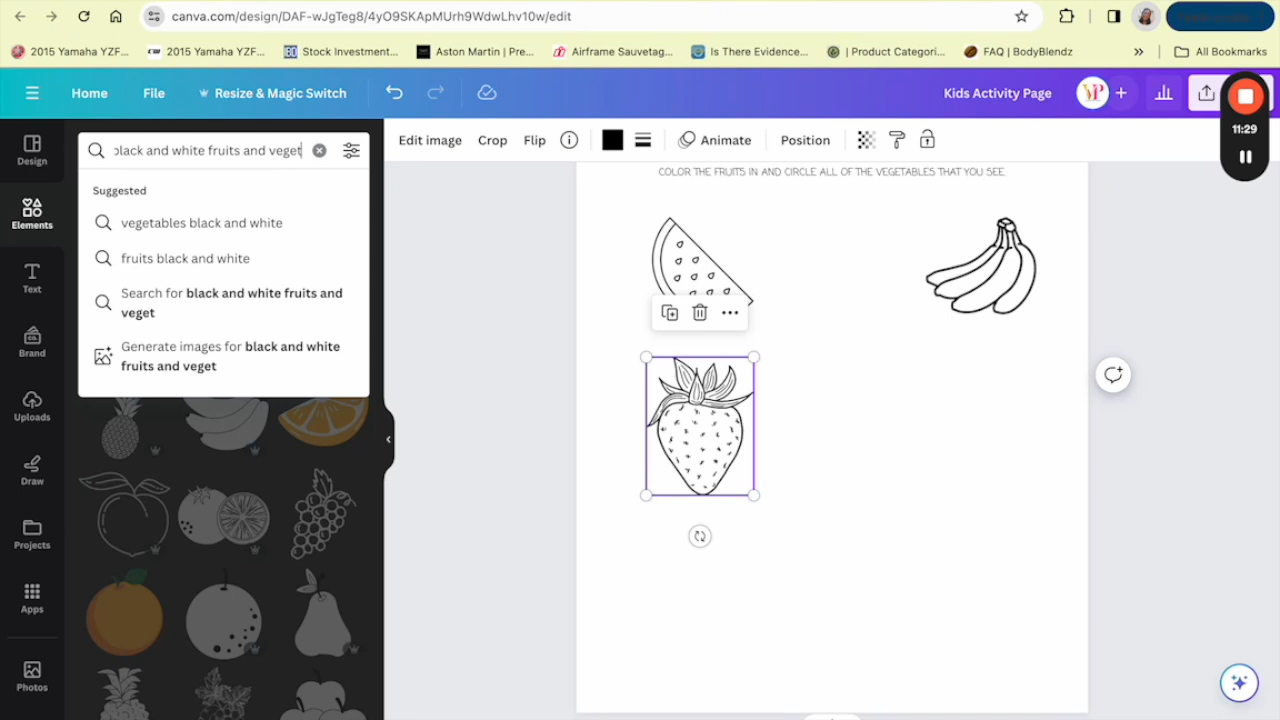 canva.com/design/DAF-wJgTeg8/4yO9SKApMUrh9WdwLhv10w/edit
2015 Yamaha YZF...
2015 Yamaha YZF...
Stock Investment...
Aston Martin | Pre...
Airframe Sauvetag...
Is There Evidence...
| Product Categori...
FAQ | BodyBlendz
»
All Bookmarks
Home
File
Resize & Magic Switch
Kids Activity Page
VP
11:29
Design
Elements
Text
Brand
Uploads
Draw
Projects
Apps
Photos
black and white fruits and veget
Suggested
vegetables black and white
fruits black and white
Search for black and white fruits and
veget
Generate images for black and white
fruits and veget
Edit image
Crop
Flip
Animate
Position
COLOR THE FRUITS IN AND CIRCLE ALL OF THE VEGETABLES THAT YOU SEE.